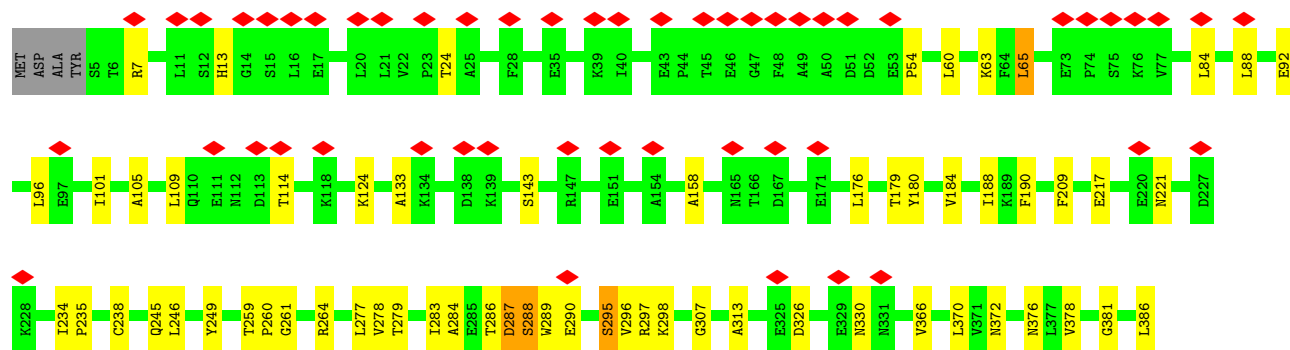 MET ASP ALA TYR S5 T6 R7 L11 S12 H13 G14 S15 L16 E17 L20 L21 V22 P23 T24 A25 F28 E35 K39 I40 E43 P44 T45 E46 G47 F48 A49 A50 D51 D52 E53 P54 L60 K63 F64 L65 E73 P74 S75 K76 V77 L84 L88 E92
L96 E97 I101 A105 L109 Q110 E111 N112 D113 T114 K118 K124 A133 K134 D138 K139 S143 R147 E151 A154 A158 N165 T166 D167 E171 L176 T179 Y180 V184 I188 K189 F190 F209 E217 E220 N221 D227
K228 I234 P235 C238 Q245 L246 Y249 T259 P260 G261 R264 L277 V278 T279 I283 A284 E285 T286 D287 S288 W289 E290 S295 V296 R297 K298 G307 A313 E325 D326 E329 N330 N331 V366 L370 V371 N372 N376 L377 V378 G381 L386